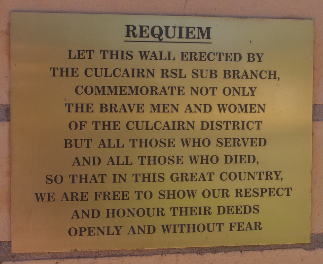 REQUIEM
LET THIS WALL ERECTED BY
THE CULCAIRN RSL SUB BRANCH,
COMMEMORATE NOT ONLY
THE BRAVE MEN AND WOMEN
OF THE CULCAIRN DISTRICT
BUT ALL THOSE WHO SERVED
AND ALL THOSE WHO DIED,
SO THAT IN THIS GREAT COUNTRY,
WE ARE FREE TO SHOW OUR RESPECT
AND HONOUR THEIR DEEDS
OPENLY AND WITHOUT FEAR